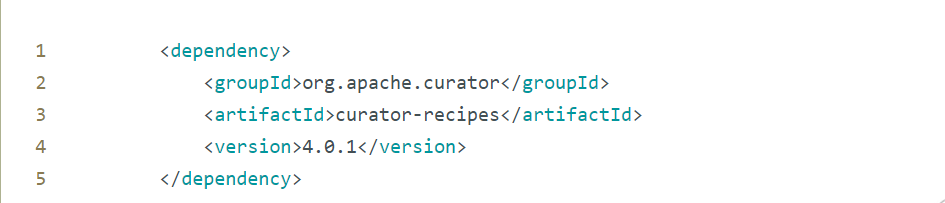 1 <dependency>
2 <groupId>org.apache.curator</groupId>
3 <artifactId>curator-recipes</artifactId>
4 <version>4.0.1</version>
5 </dependency>